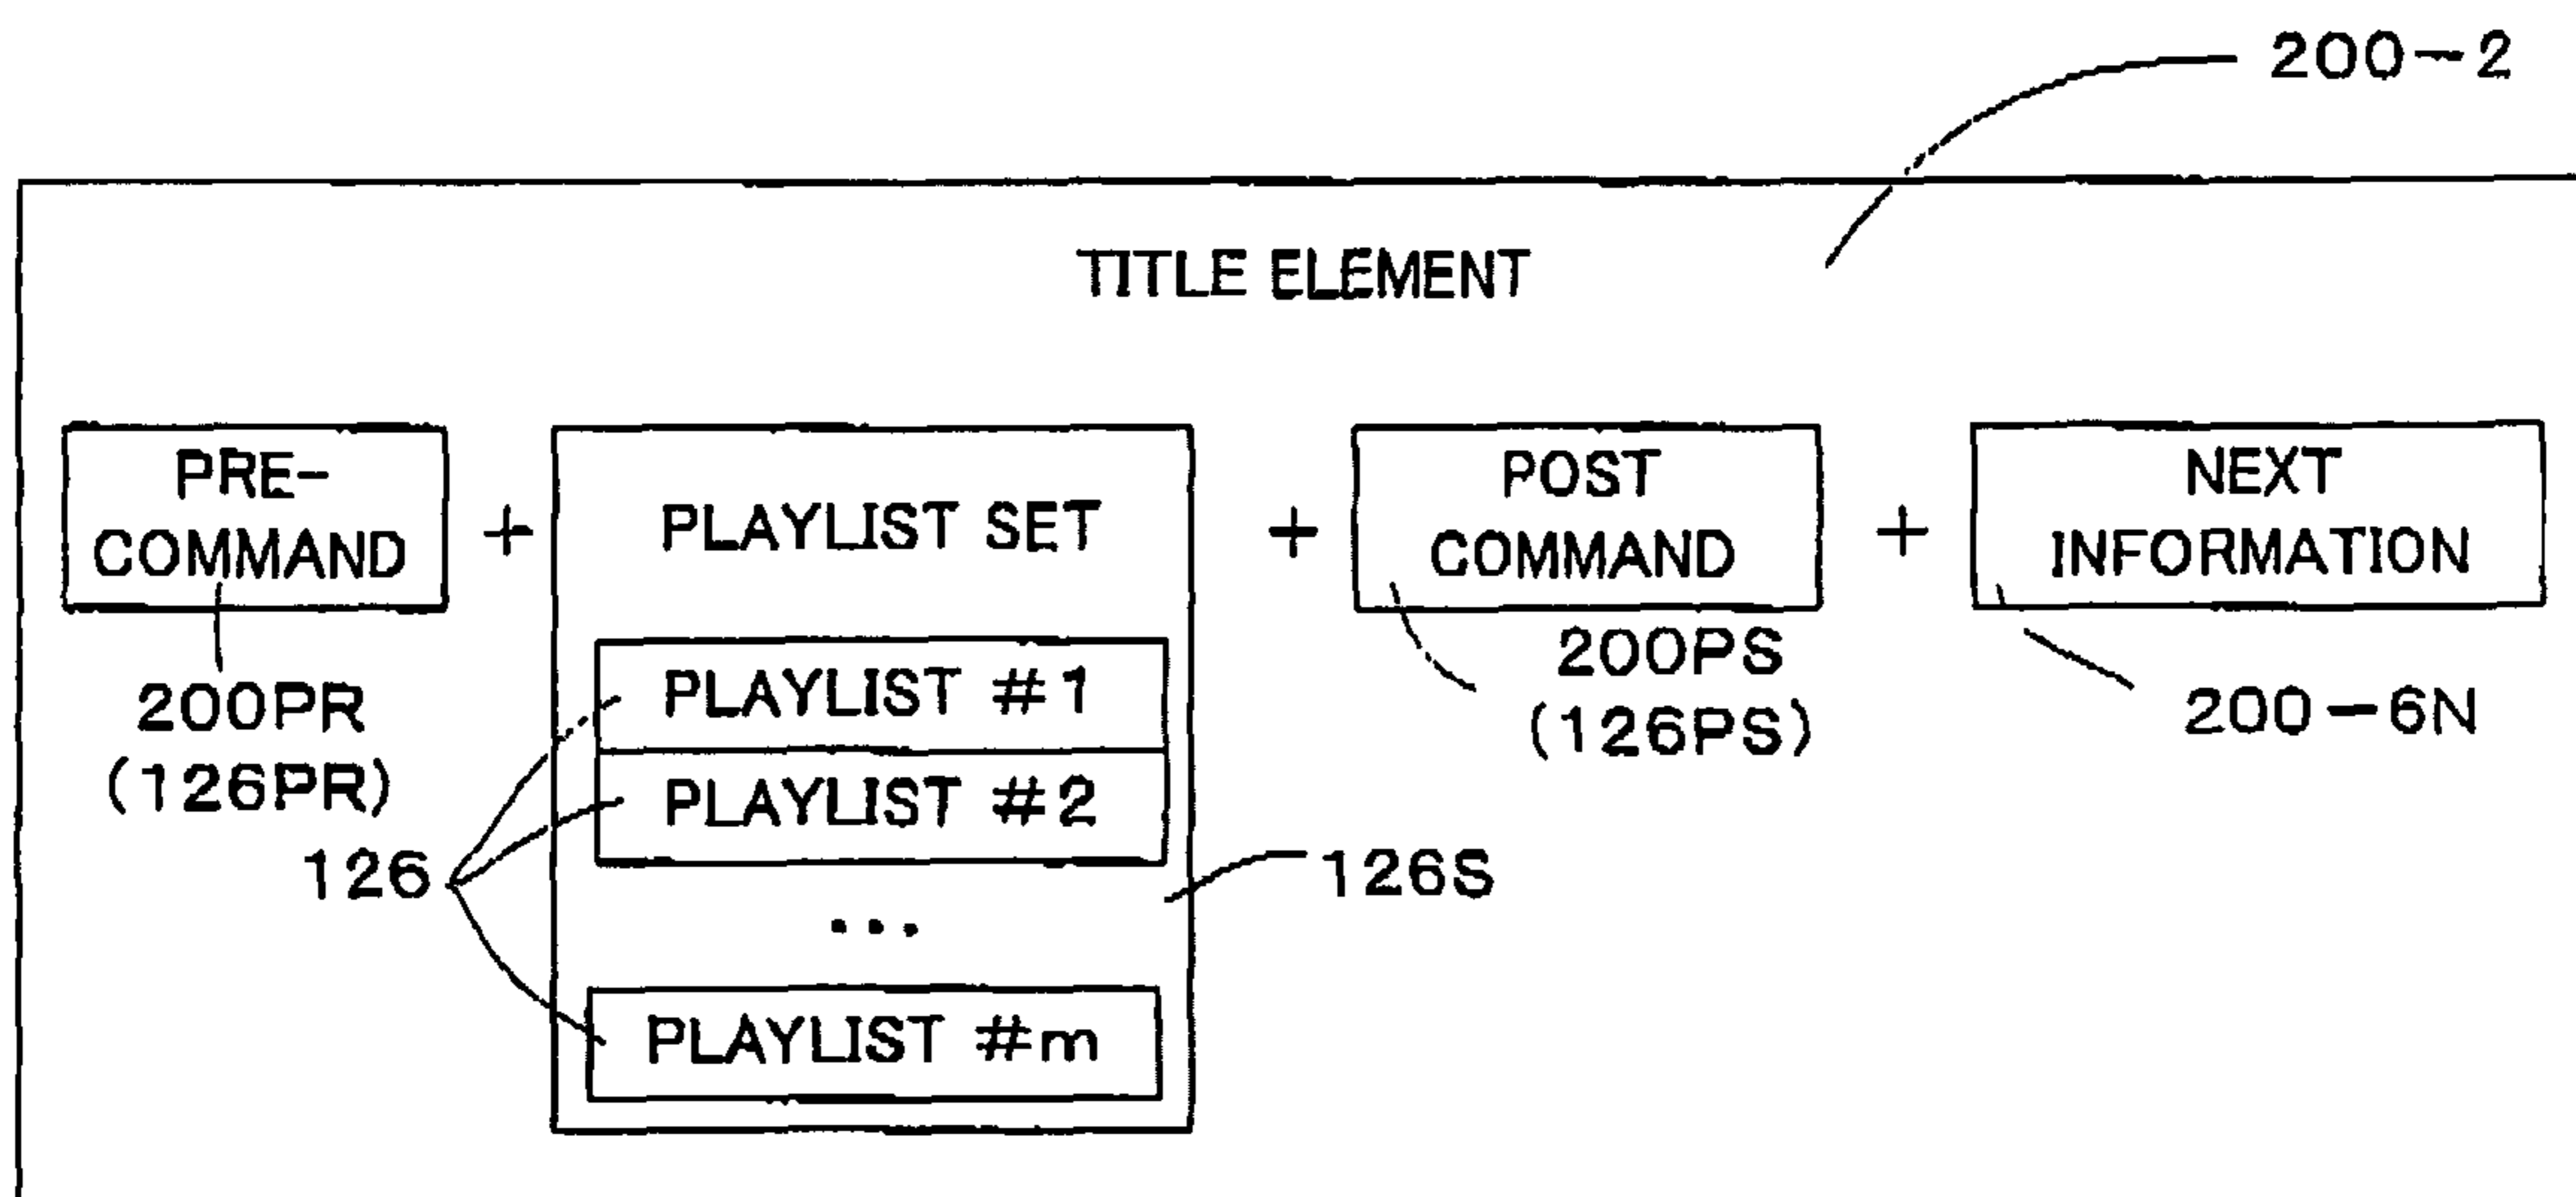 200-2
TITLE ELEMENT
PRE-
COMMAND
+
PLAYLIST SET
+
POST
COMMAND
+
NEXT
INFORMATION
200PR
(126PR)
PLAYLIST #1
PLAYLIST #2
...
PLAYLIST #m
126
126S
200PS
(126PS)
200-6N